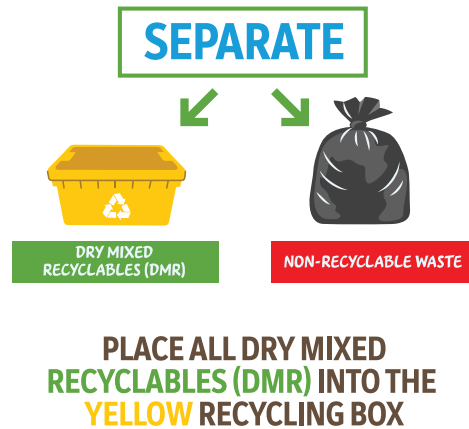 SEPARATE
DRY MIXED
RECYCLABLES (DMR)
NON-RECYCLABLE WASTE
PLACE ALL DRY MIXED
RECYCLABLES (DMR) INTO THE
YELLOW RECYCLING BOX